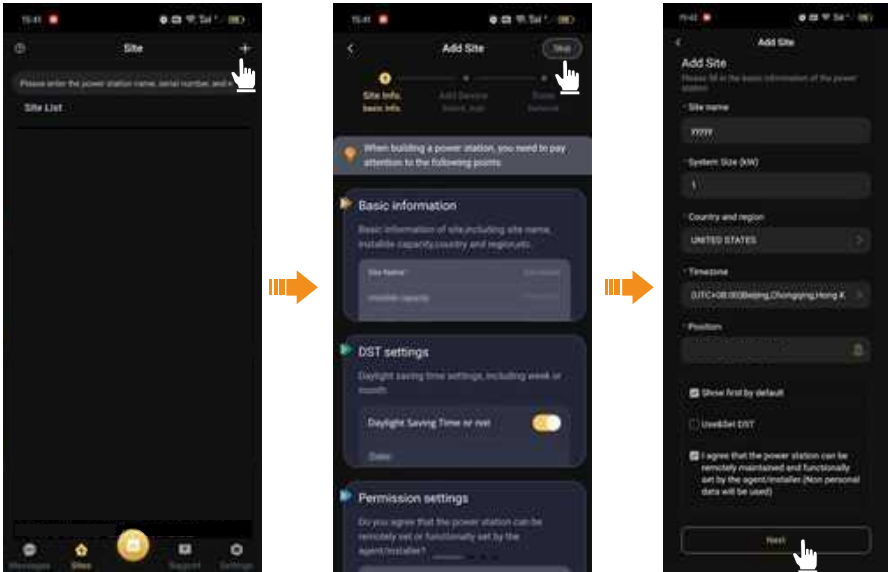 15:41
Site
Please enter the power station name, serial number, and
Site List
Messages
Sites
Support
Settings
15:41
Add Site
Skip
Site Info.
basic info.
Add Device
Done
When building a power station, you need to pay
attention to the following points:
Basic information
Basic information of site,including site name,
installde capacity,country and region,etc.
Site Name
Installde capacity
DST settings
Daylight saving time settings, including week or
month
Daylight Saving Time or not
Date:
Permission settings
Do you agree that the power station can be
remotely set or functionally set by the
agent/installer?
15:42
Add Site
Add Site
Please fill in the basic information of the power
station
* Site name
yyyyy
* System Size (kW)
1
* Country and region
UNITED STATES
* Timezone
(UTC+08:00)Beijing,Chongqing,Hong K
* Position
Show first by default
Use&Set DST
I agree that the power station can be
remotely maintained and functionally
set by the agent/installer.(Non personal
data will be used)
Next